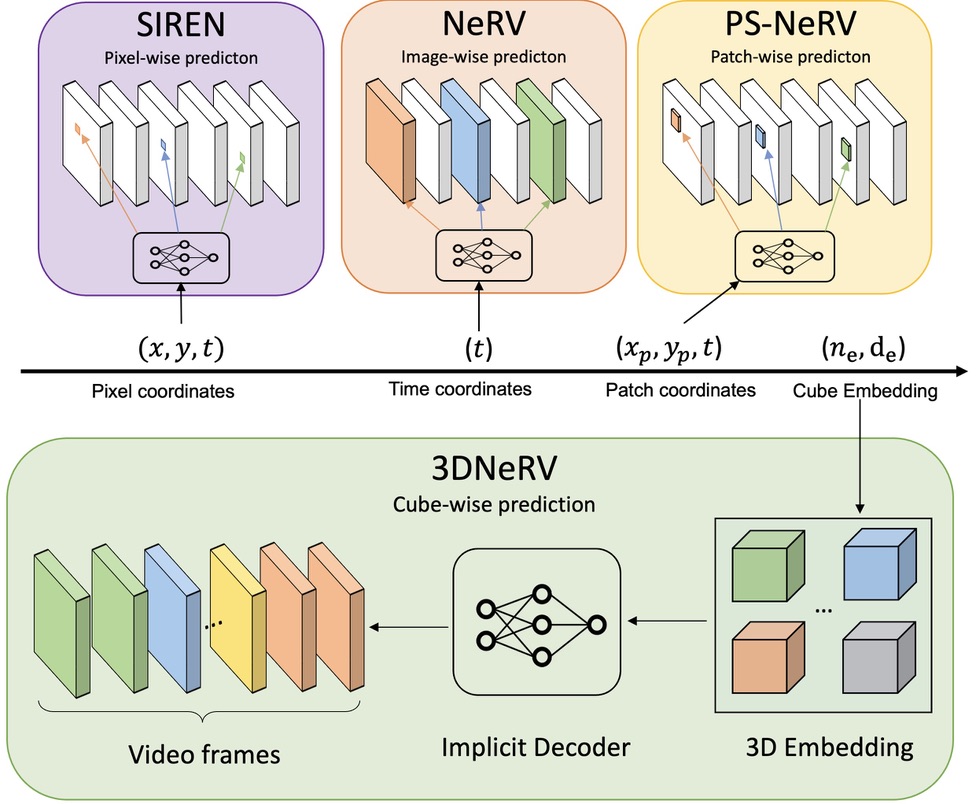 SIREN
Pixel-wise predicton
NeRV
Image-wise predicton
PS-NeRV
Patch-wise predicton
(x, y, t)
(t)
(x_p, y_p, t)
(n_e, d_e)
Pixel coordinates
Time coordinates
Patch coordinates
Cube Embedding
3DNeRV
Cube-wise prediction
...
...
Video frames
Implicit Decoder
3D Embedding